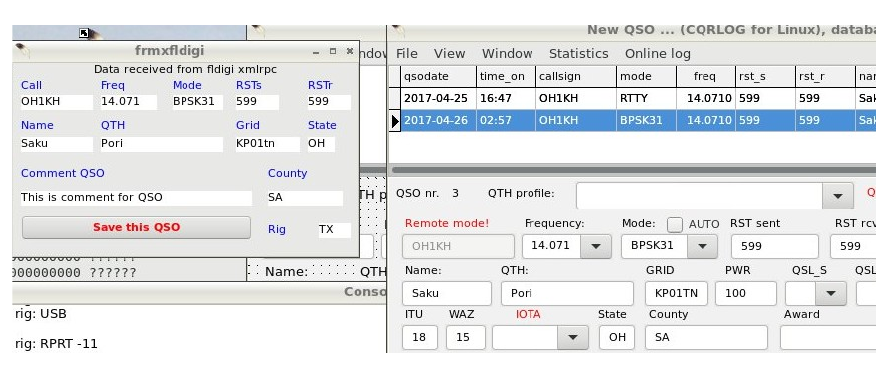 New QSO ... (CQRLOG for Linux), databa
frmxfldigi
File View Window Statistics Online log
Data received from fldigi xmlrpc
Call Freq Mode RSTs RSTr
OH1KH 14.071 BPSK31 599 599
Name QTH Grid State
Saku Pori KP01tn OH
Comment QSO County
This is comment for QSO SA
Save this QSO Rig TX
qsodate time_on callsign mode freq rst_s rst_r nar
2017-04-25 16:47 OH1KH RTTY 14.0710 599 599 Sak
2017-04-26 02:57 OH1KH BPSK31 14.0710 599 599 Sak
QSO nr. 3 QTH profile:
Remote mode! Frequency: Mode: AUTO RST sent RST rcv
OH1KH 14.071 BPSK31 599 599
Name: QTH: GRID PWR QSL_S QSL
Saku Pori KP01TN 100
ITU WAZ IOTA State County Award
18 15 OH SA
000000000 ??????
Name: QTH
Conso
rig: USB
rig: RPRT -11